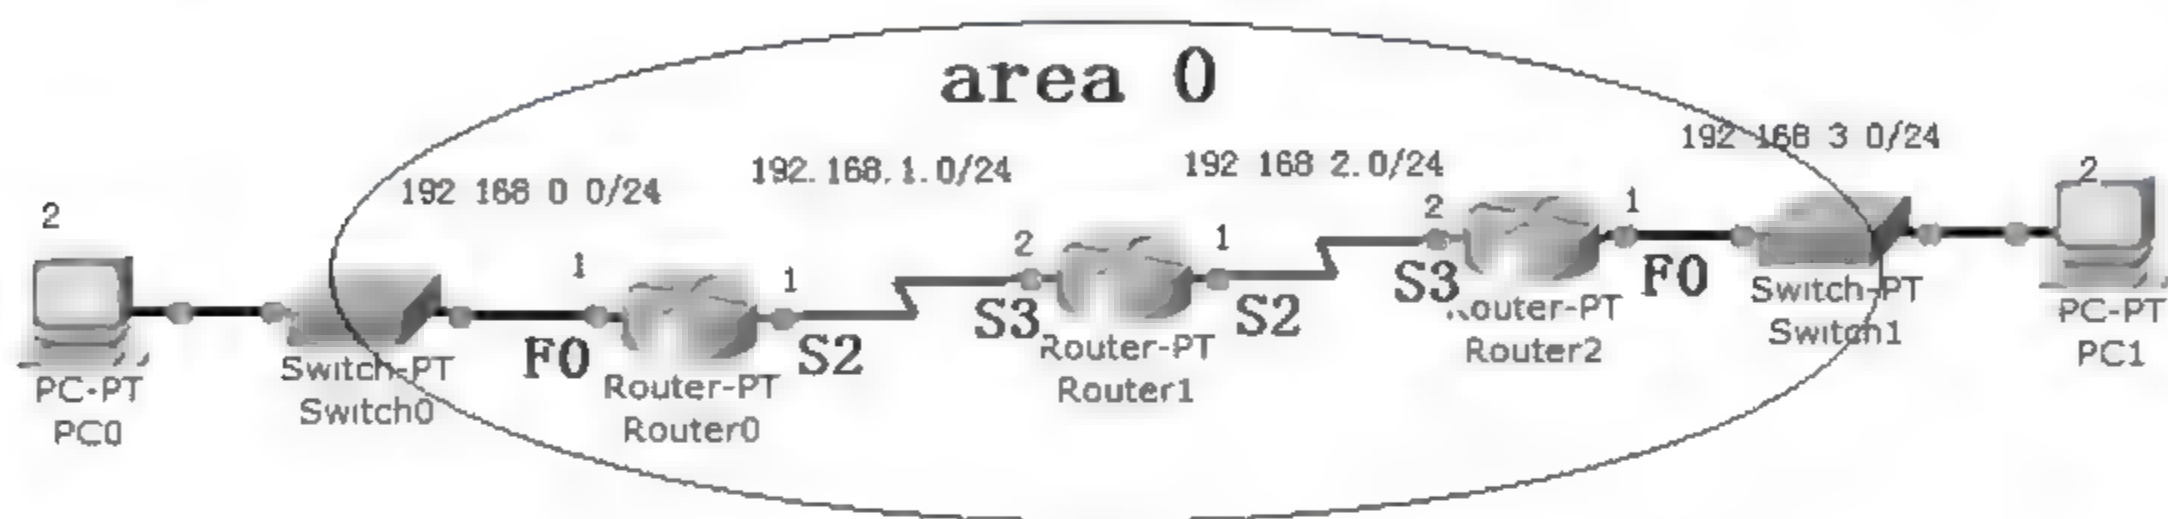 area 0
192 168 0 0/24
192.168.1.0/24
192 168 2.0/24
192 168 3 0/24
2
1
1
2
1
2
1
2
F0
S2
S3
S2
S3
F0
PC-PT
PC0
Switch-PT
Switch0
Router-PT
Router0
Router-PT
Router1
Router-PT
Router2
Switch-PT
Switch1
PC-PT
PC1